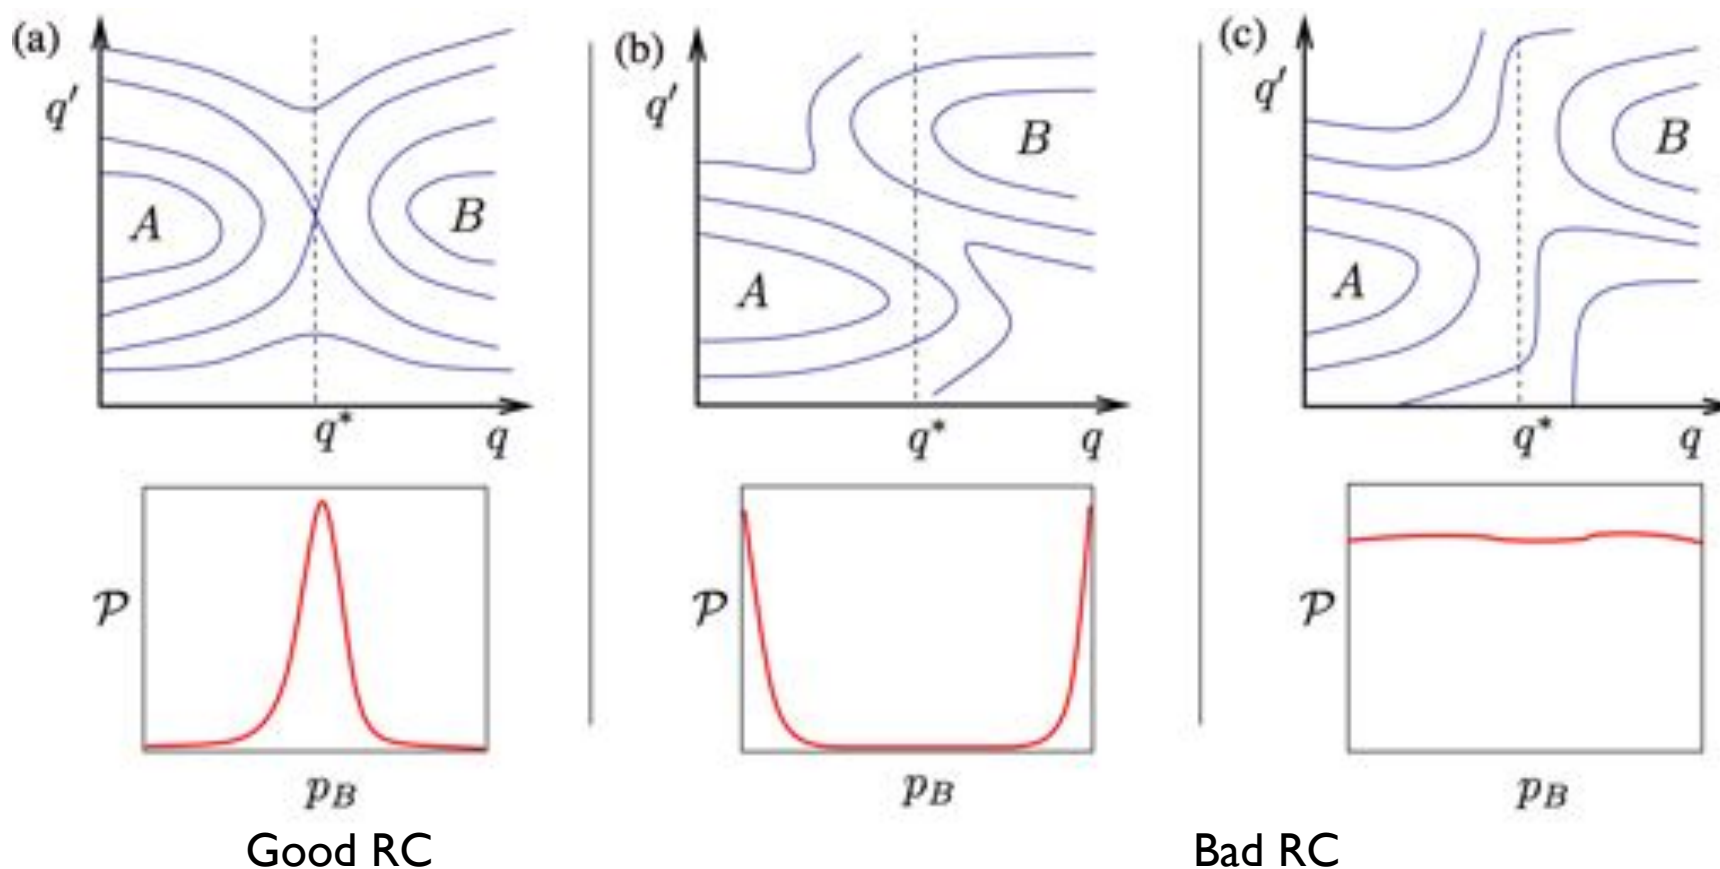 (a)
q′
A
B
q*
q
(b)
q′
B
A
q*
q
(c)
q′
B
A
q*
q
𝒫
p_B
𝒫
p_B
𝒫
p_B
Good RC
Bad RC